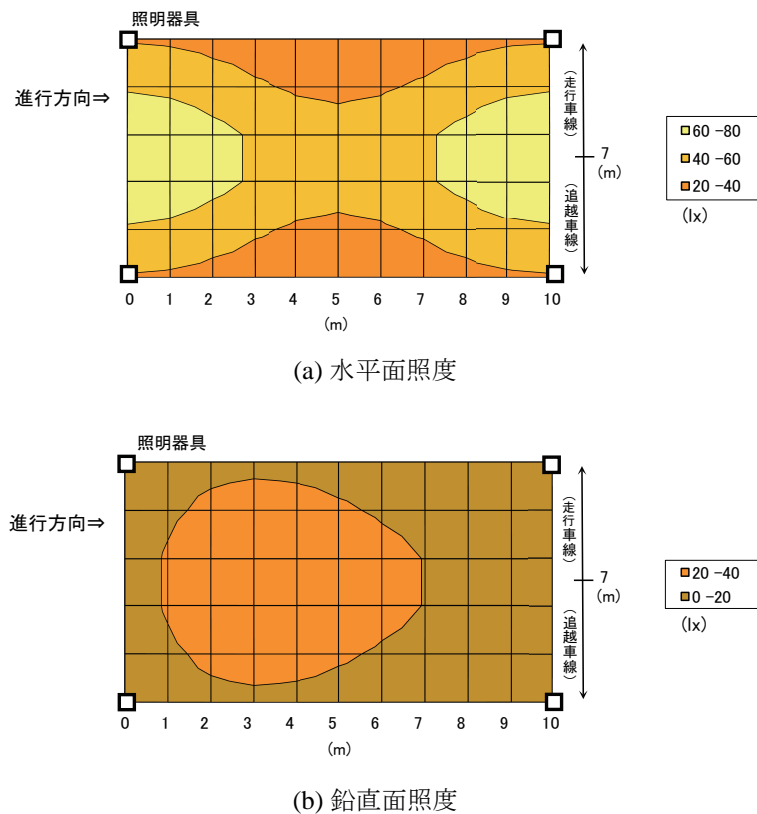 照明器具
進行方向⇒
(走行車線)
7
(m)
(追越車線)
60 -80
40 -60
20 -40
(lx)
0 1 2 3 4 5 6 7 8 9 10
(m)
(a) 水平面照度
照明器具
進行方向⇒
(走行車線)
7
(m)
(追越車線)
20 -40
0 -20
(lx)
0 1 2 3 4 5 6 7 8 9 10
(m)
(b) 鉛直面照度